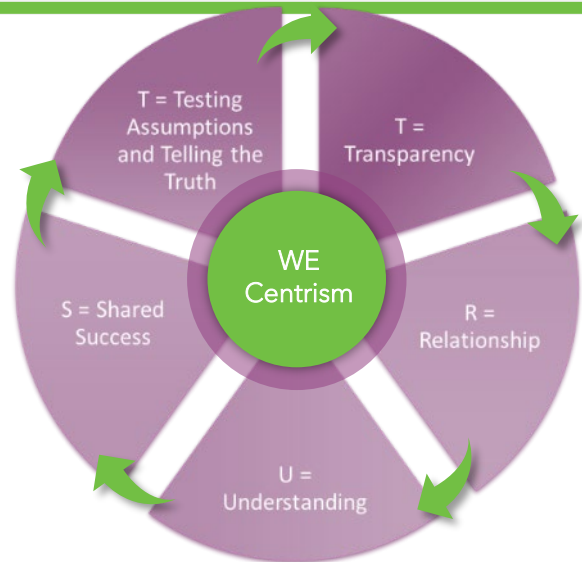 T =
Transparency
R =
Relationship
U =
Understanding
S = Shared
Success
T = Testing
Assumptions
and Telling the
Truth
WE
Centrism